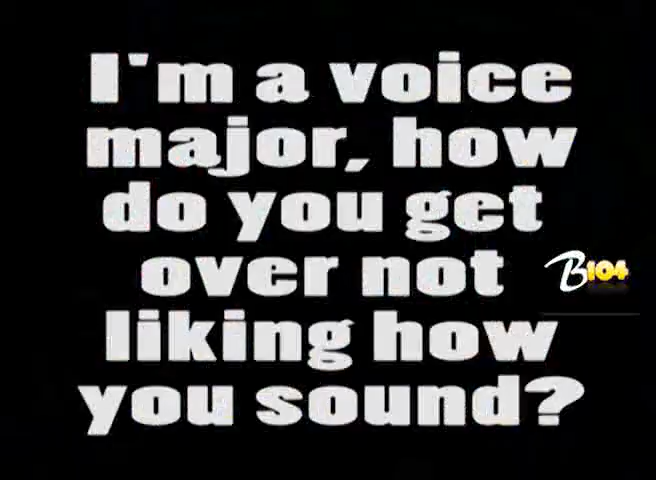 I'm a voice
major, how
do you get
over not
liking how
you sound?
B104